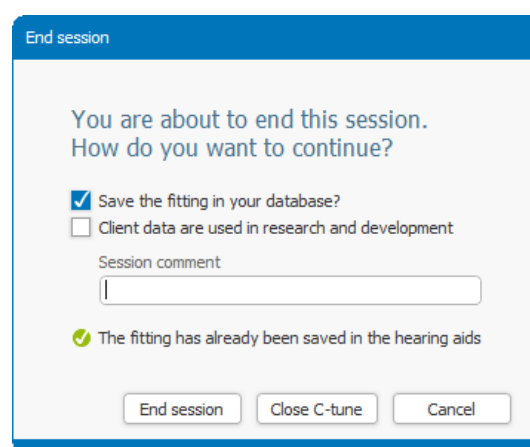 End session
You are about to end this session.
How do you want to continue?
Save the fitting in your database?
Client data are used in research and development
Session comment
The fitting has already been saved in the hearing aids
End session Close C-tune Cancel